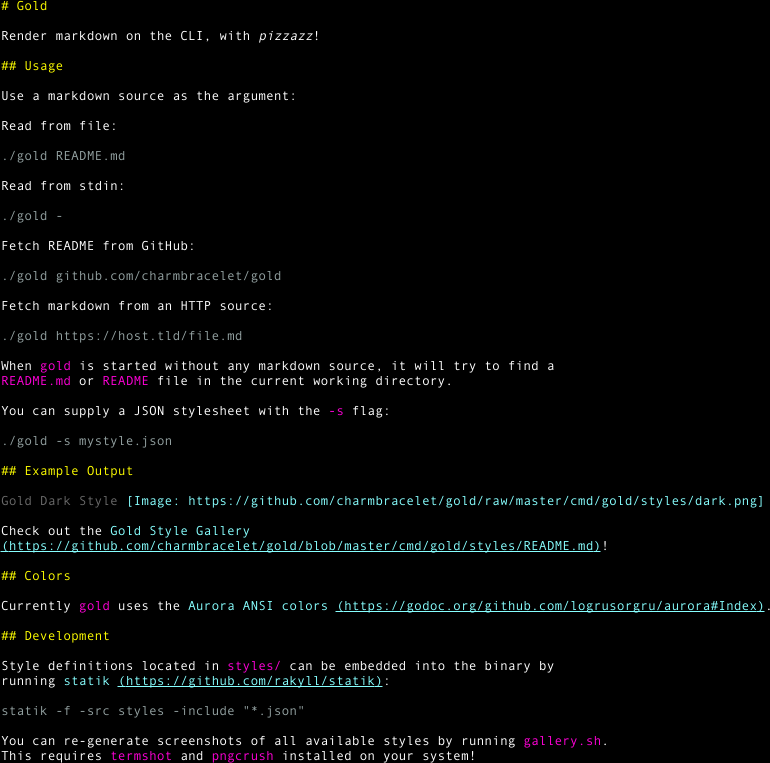 # Gold
Render markdown on the CLI, with pizzazz!
## Usage
Use a markdown source as the argument:
Read from file:
./gold README.md
Read from stdin:
./gold -
Fetch README from GitHub:
./gold github.com/charmbracelet/gold
Fetch markdown from an HTTP source:
./gold https://host.tld/file.md
When gold is started without any markdown source, it will try to find a
README.md or README file in the current working directory.
You can supply a JSON stylesheet with the -s flag:
./gold -s mystyle.json
## Example Output
Gold Dark Style [Image: https://github.com/charmbracelet/gold/raw/master/cmd/gold/styles/dark.png]
Check out the Gold Style Gallery
(https://github.com/charmbracelet/gold/blob/master/cmd/gold/styles/README.md)!
## Colors
Currently gold uses the Aurora ANSI colors (https://godoc.org/github.com/logrusorgru/aurora#Index).
## Development
Style definitions located in styles/ can be embedded into the binary by
running statik (https://github.com/rakyll/statik):
statik -f -src styles -include "*.json"
You can re-generate screenshots of all available styles by running gallery.sh.
This requires termshot and pngcrush installed on your system!